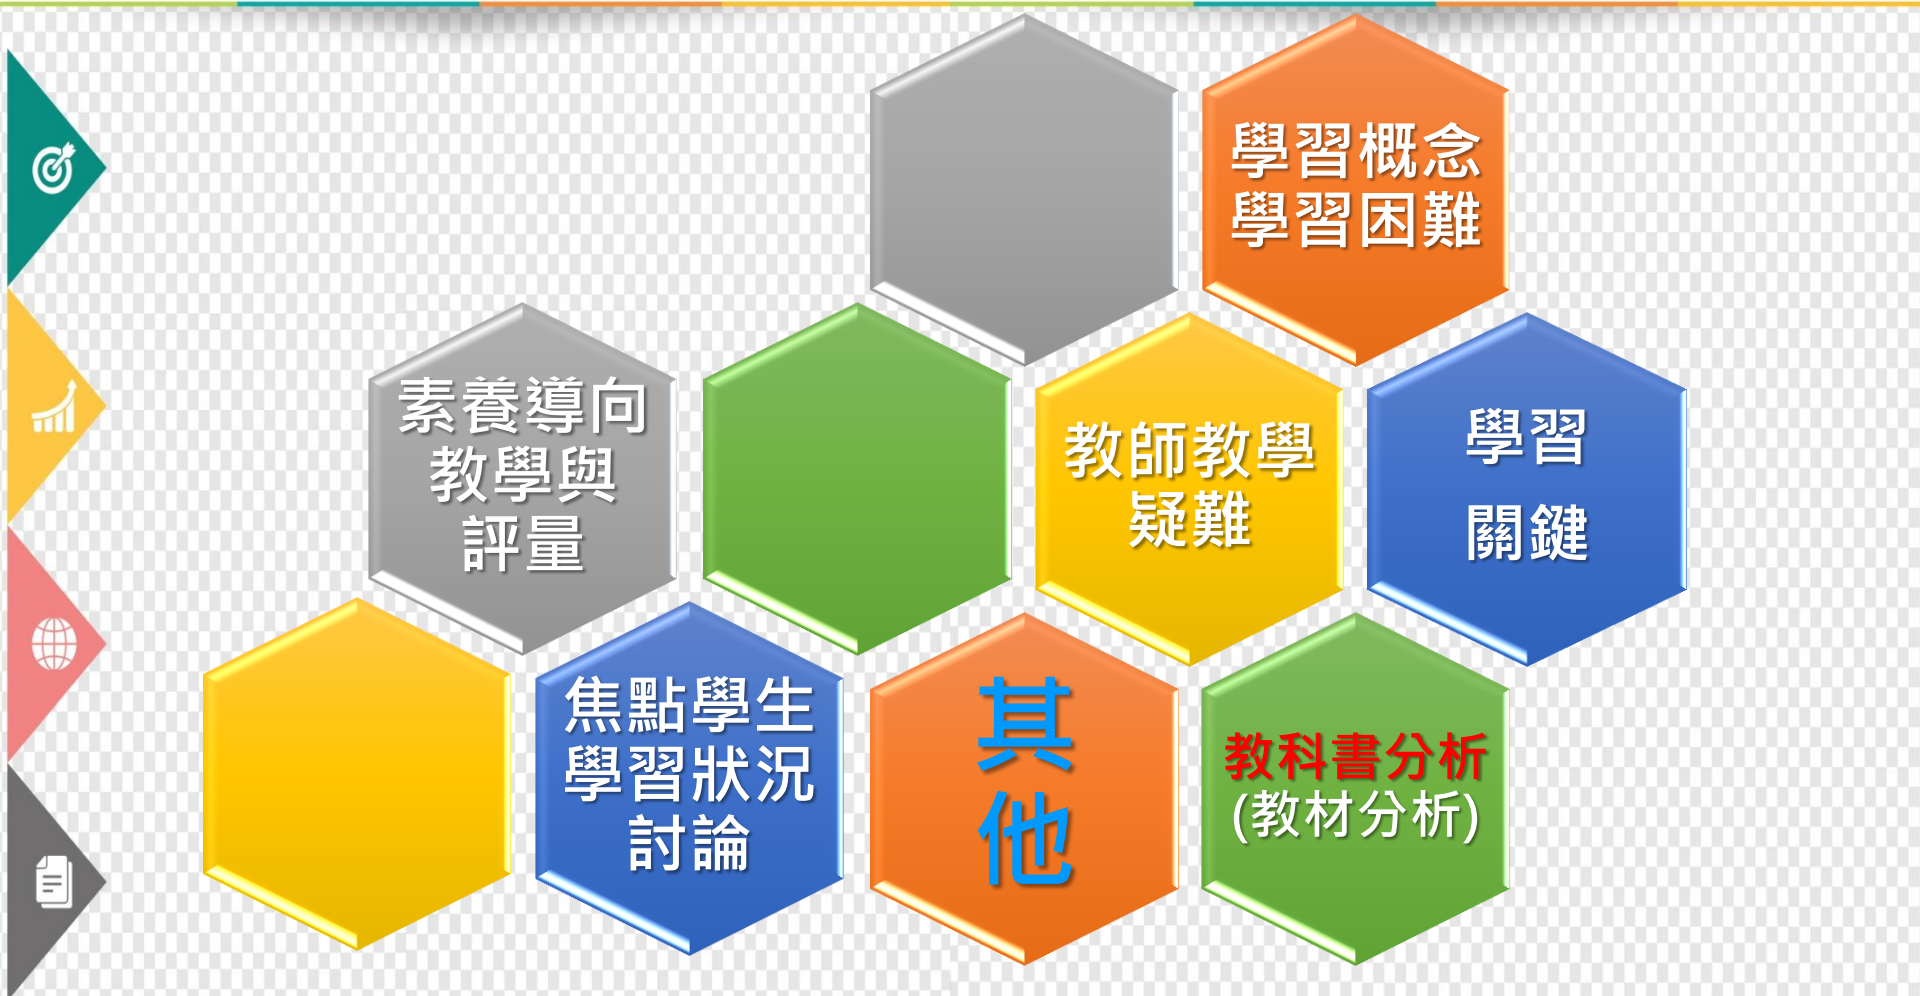 學習概念
學習困難
素養導向
教學與
評量
教師教學
疑難
學習
關鍵
焦點學生
學習狀況
討論
其
他
教科書分析
(教材分析)